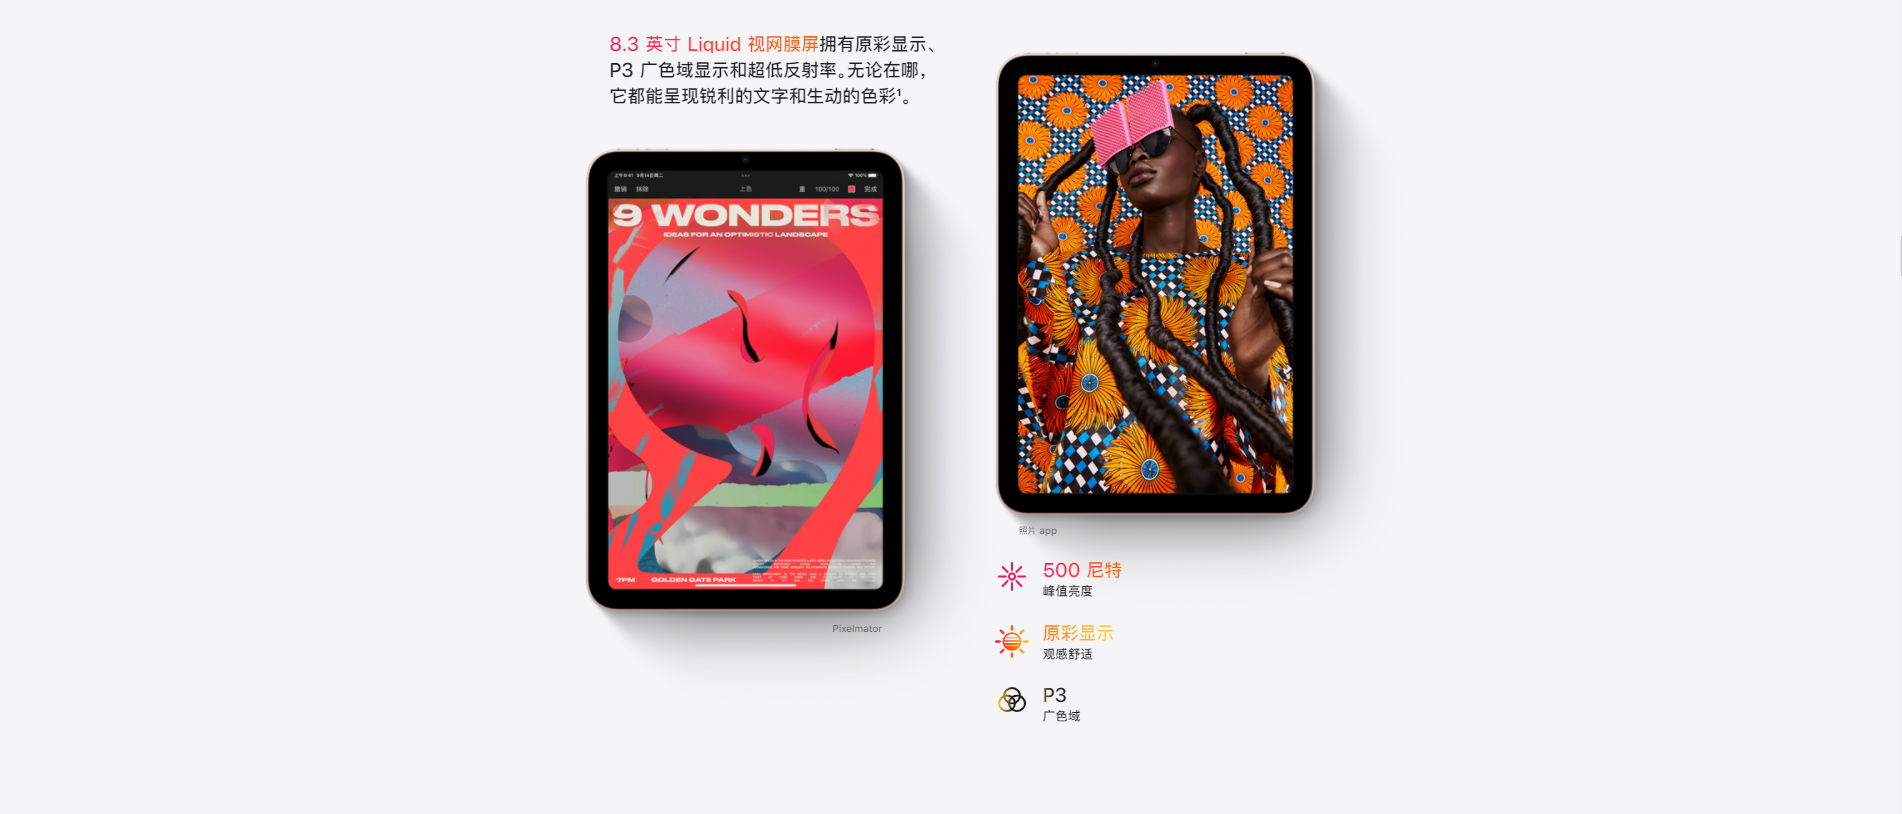 8.3 英寸 Liquid 视网膜屏拥有原彩显示、
P3 广色域显示和超低反射率。无论在哪，
它都能呈现锐利的文字和生动的色彩¹。
上午9:41 9月14日周二
100%
撤销 抹除
上色
100/100
完成
9 WONDERS
IDEAS FOR AN OPTIMISTIC LANDSCAPE
7PM
GOLDEN GATE PARK
Pixelmator
照片 app
500 尼特
峰值亮度
原彩显示
观感舒适
P3
广色域